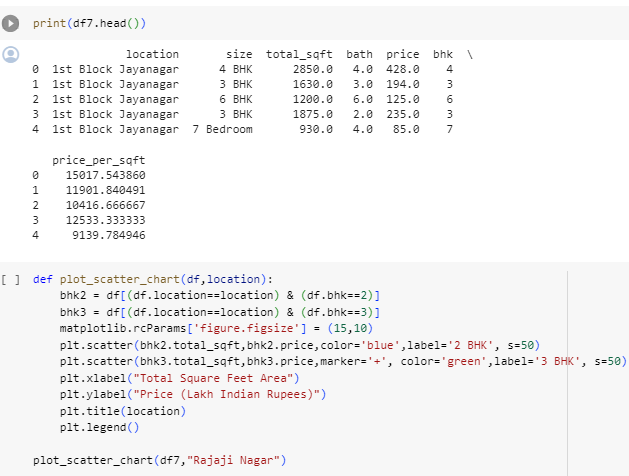 print(df7.head())
location size total_sqft bath price bhk \
0 1st Block Jayanagar 4 BHK 2850.0 4.0 428.0 4
1 1st Block Jayanagar 3 BHK 1630.0 3.0 194.0 3
2 1st Block Jayanagar 6 BHK 1200.0 6.0 125.0 6
3 1st Block Jayanagar 3 BHK 1875.0 2.0 235.0 3
4 1st Block Jayanagar 7 Bedroom 930.0 4.0 85.0 7
price_per_sqft
0 15017.543860
1 11901.840491
2 10416.666667
3 12533.333333
4 9139.784946
[ ] def plot_scatter_chart(df,location):
bhk2 = df[(df.location==location) & (df.bhk==2)]
bhk3 = df[(df.location==location) & (df.bhk==3)]
matplotlib.rcParams['figure.figsize'] = (15,10)
plt.scatter(bhk2.total_sqft,bhk2.price,color='blue',label='2 BHK', s=50)
plt.scatter(bhk3.total_sqft,bhk3.price,marker='+', color='green',label='3 BHK', s=50)
plt.xlabel("Total Square Feet Area")
plt.ylabel("Price (Lakh Indian Rupees)")
plt.title(location)
plt.legend()
plot_scatter_chart(df7,"Rajaji Nagar")